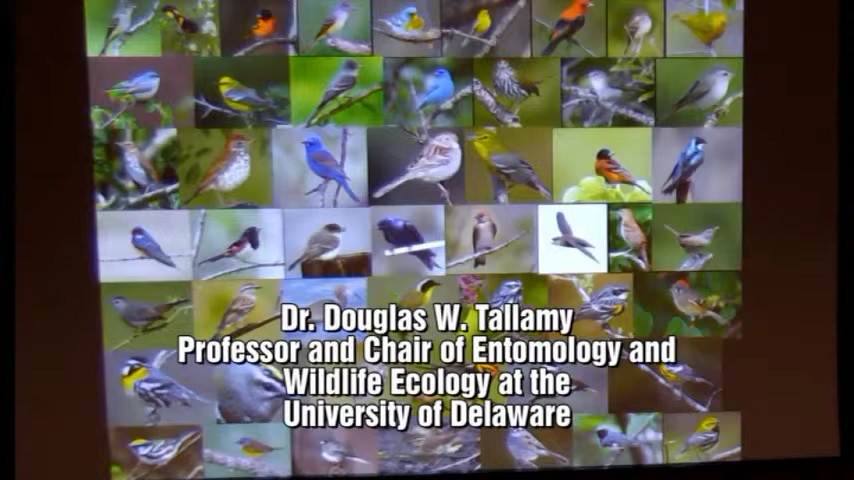 Dr. Douglas W. Tallamy
Professor and Chair of Entomology and
Wildlife Ecology at the
University of Delaware